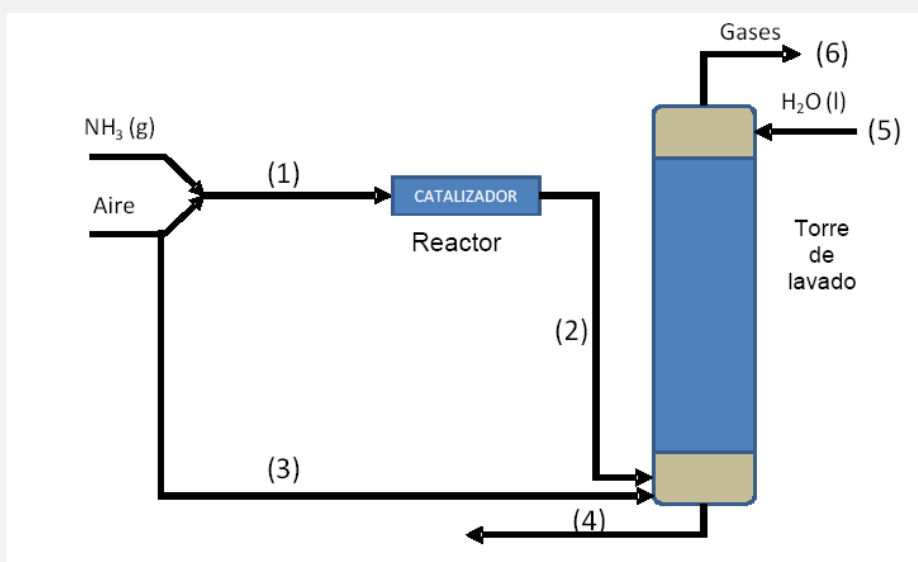 Gases
(6)
H₂O (l)
(5)
NH₃ (g)
(1)
Aire
CATALIZADOR
Reactor
Torre
de
lavado
(2)
(3)
(4)